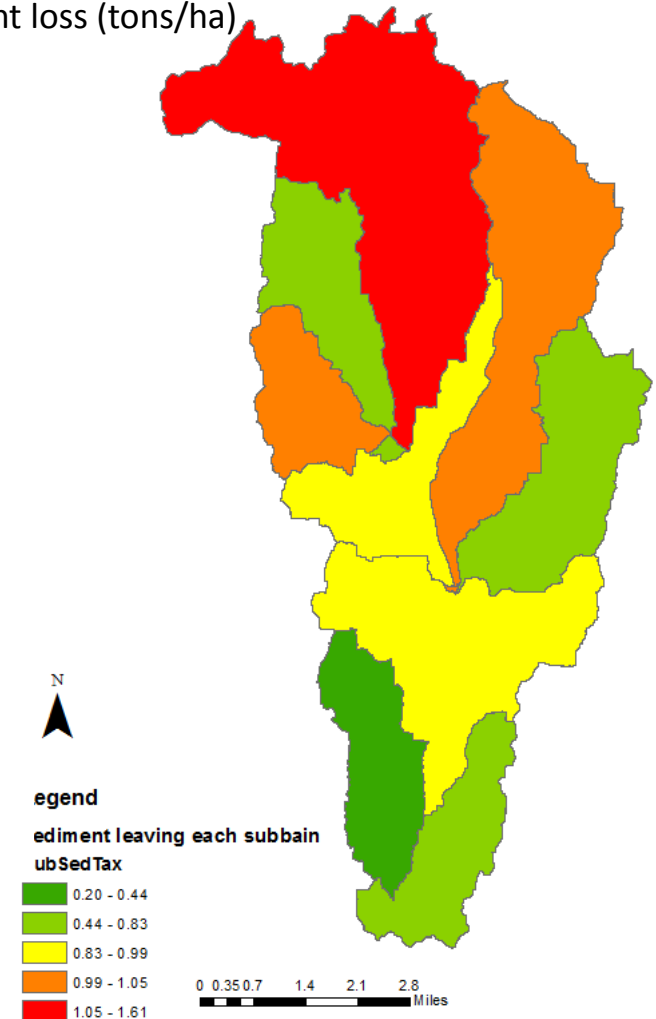 nt loss (tons/ha)
N
egend
ediment leaving each subbain
ubSedTax
0.20 - 0.44
0.44 - 0.83
0.83 - 0.99
0.99 - 1.05
1.05 - 1.61
0 0.35 0.7 1.4 2.1 2.8
Miles